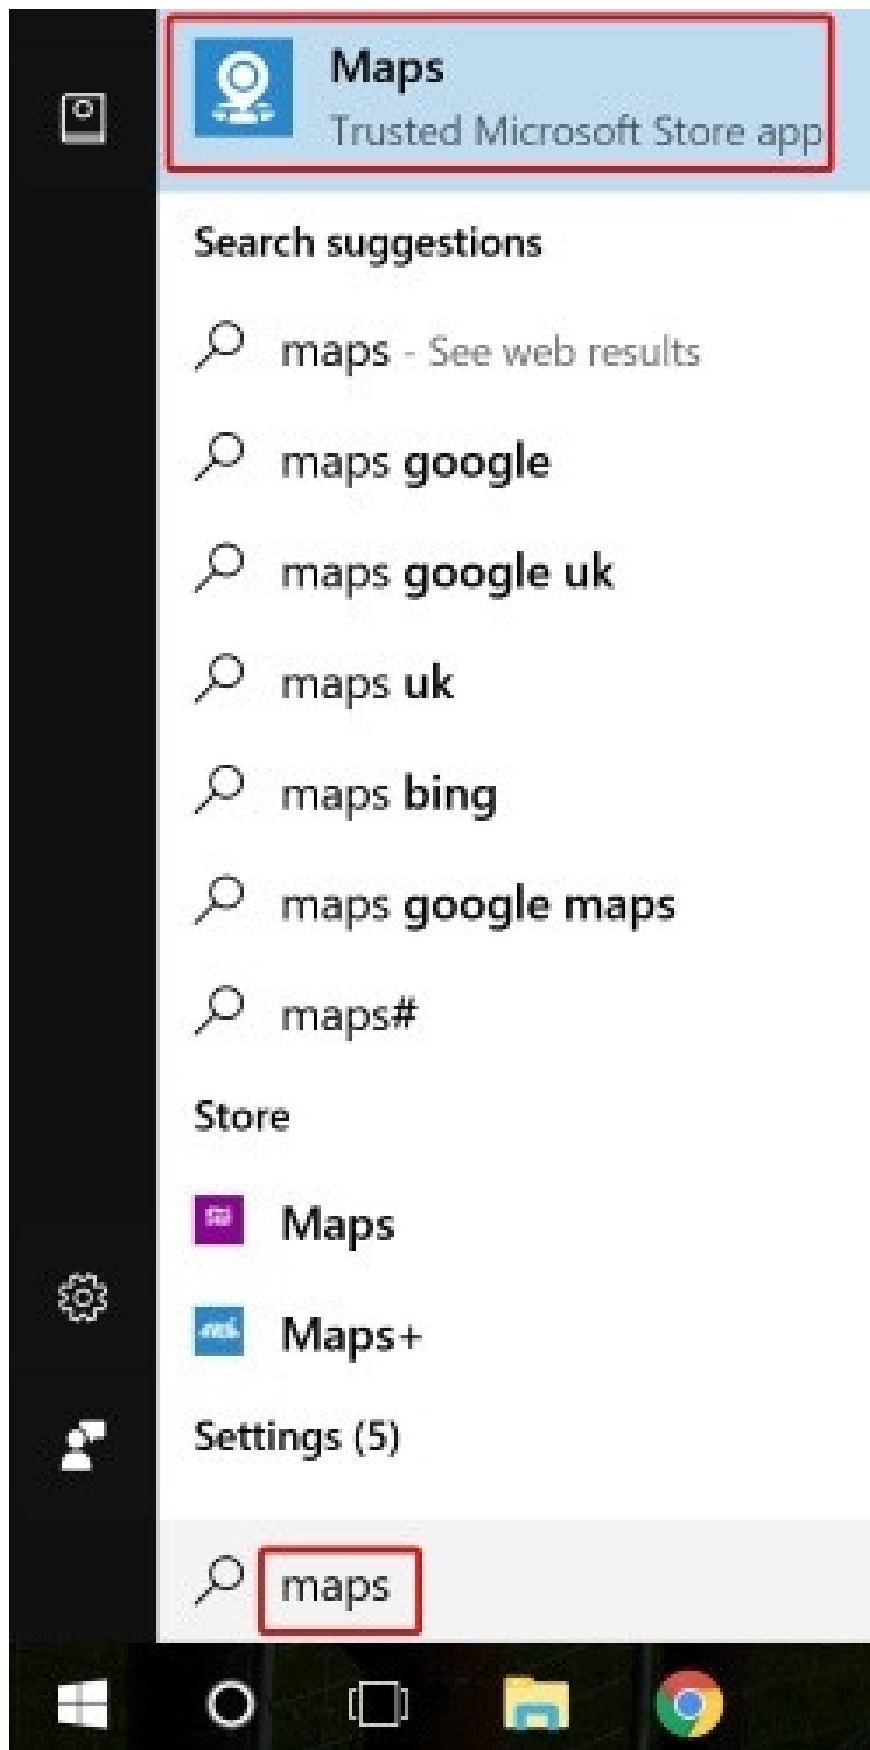 Maps
Trusted Microsoft Store app
Search suggestions
maps - See web results
maps google
maps google uk
maps uk
maps bing
maps google maps
maps#
Store
Maps
Maps+
Settings (5)
maps